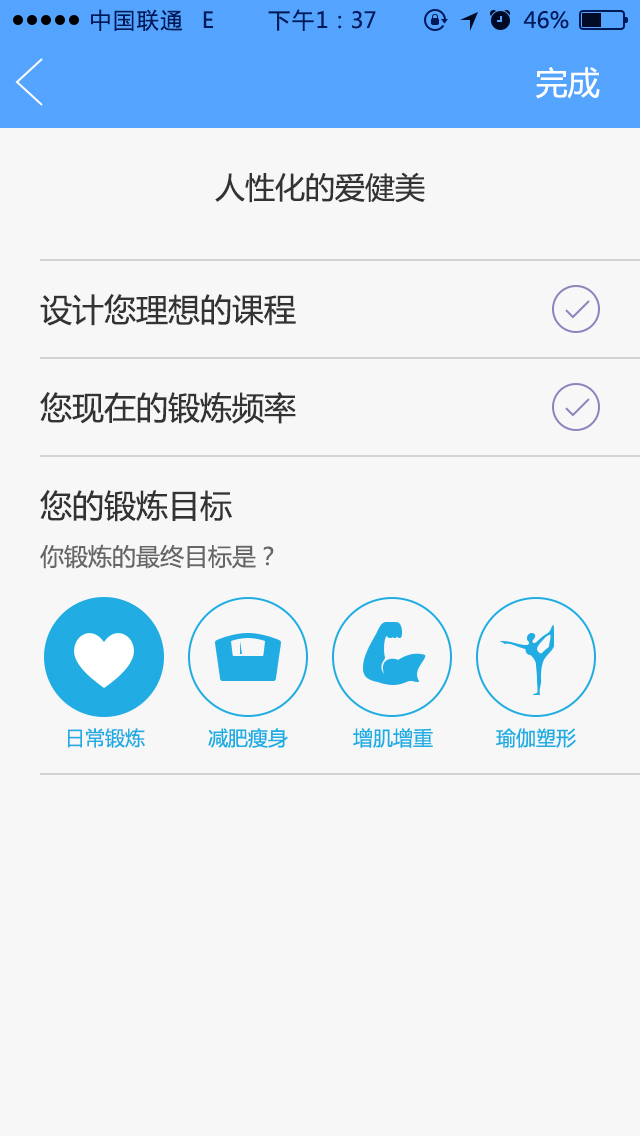 中国联通 E 下午1：37 46%
完成
人性化的爱健美
设计您理想的课程
您现在的锻炼频率
您的锻炼目标
你锻炼的最终目标是？
日常锻炼 减肥瘦身 增肌增重 瑜伽塑形